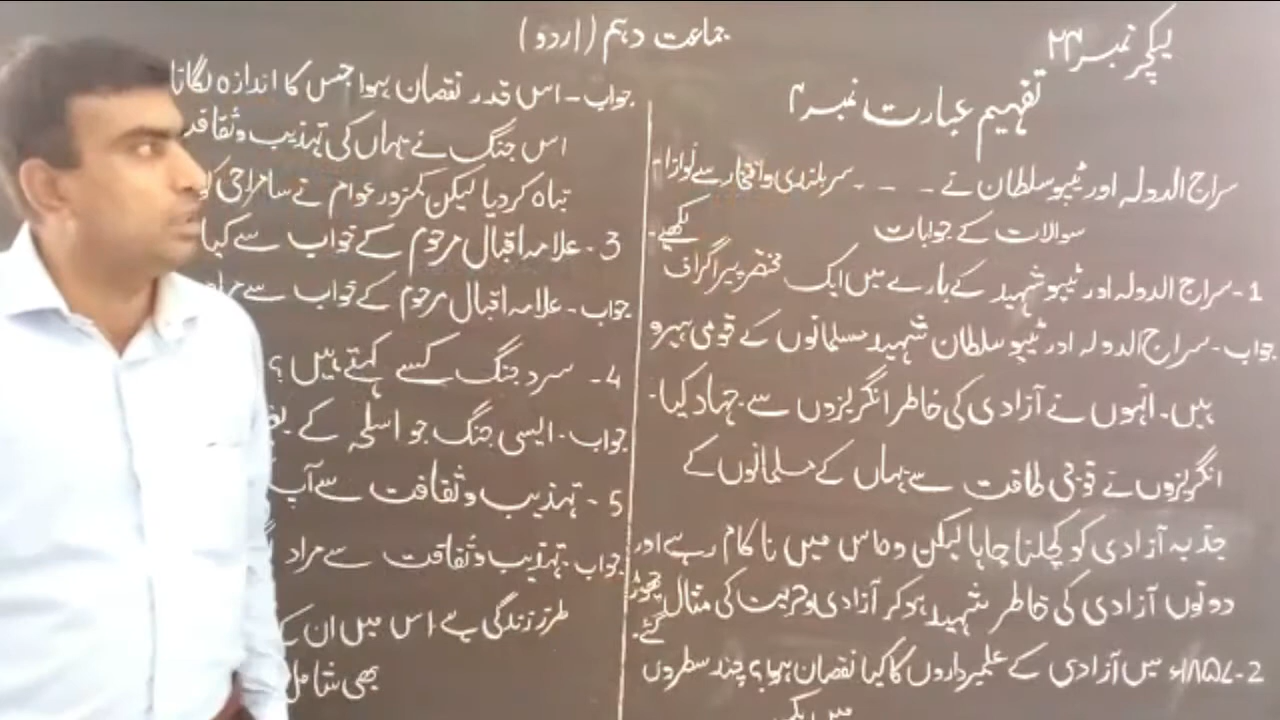 لیکچر نمبر ۲۴
جماعت دہم (اردو)
تفہیم عبارت نمبر ۴
سراج الدولہ اور ٹیپو سلطان نے ۔ ۔ ۔ ۔ سر بلندی و افتخار سے نوازا۔
سوالات کے جوابات
1- سراج الدولہ اور ٹیپو شہید کے بارے میں ایک مختصر پیراگراف لکھیے۔
جواب- سراج الدولہ اور ٹیپو سلطان شہید مسلمانوں کے قومی ہیرو
ہیں۔ انہوں نے آزادی کی خاطر انگریزوں سے جہاد کیا۔
انگریزوں نے فوجی طاقت سے یہاں کے مسلمانوں کے
جذبہ آزادی کو کچلنا چاہا لیکن وہ اس میں ناکام رہے اور
دونوں آزادی کی خاطر شہید ہو کر آزادی و حریت کی مثال چھوڑ گئے۔
2- ۱۸۵۷ء میں آزادی کے علمبرداروں کا کیا نقصان ہوا؟ چند سطروں
میں
جواب- اس قدر نقصان ہوا جس کا اندازہ لگانا
اس جنگ نے یہاں کی تہذیب و
تباہ کر دیا لیکن کمزور عوام نے سامراجی
3- علامہ اقبال مرحوم کے خواب سے کیا
جواب- علامہ اقبال مرحوم کے خواب سے
4- سرد جنگ کسے کہتے ہیں؟
جواب- ایسی جنگ جو اسلحہ کے
5- تہذیب و ثقافت سے آپ
جواب- تہذیب و ثقافت سے مراد
طرز زندگی ہے اس میں ان
بھی